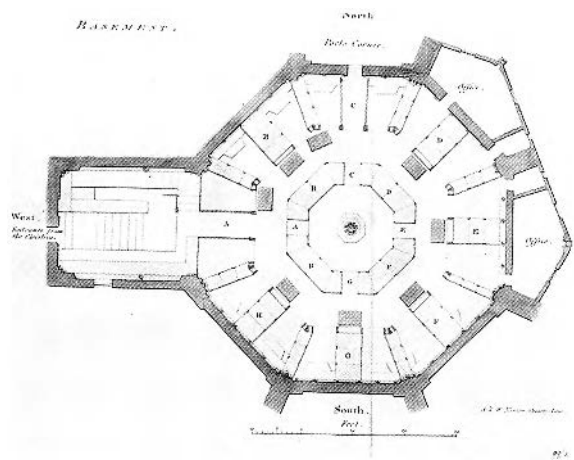 BASEMENT.
North
Poets Corner.
Office.
C
B
D
C
B
D
West.
Entrance from
the Cloisters.
A
A
E
E
Office.
B
F
G
H
F
G
South.
Feet.